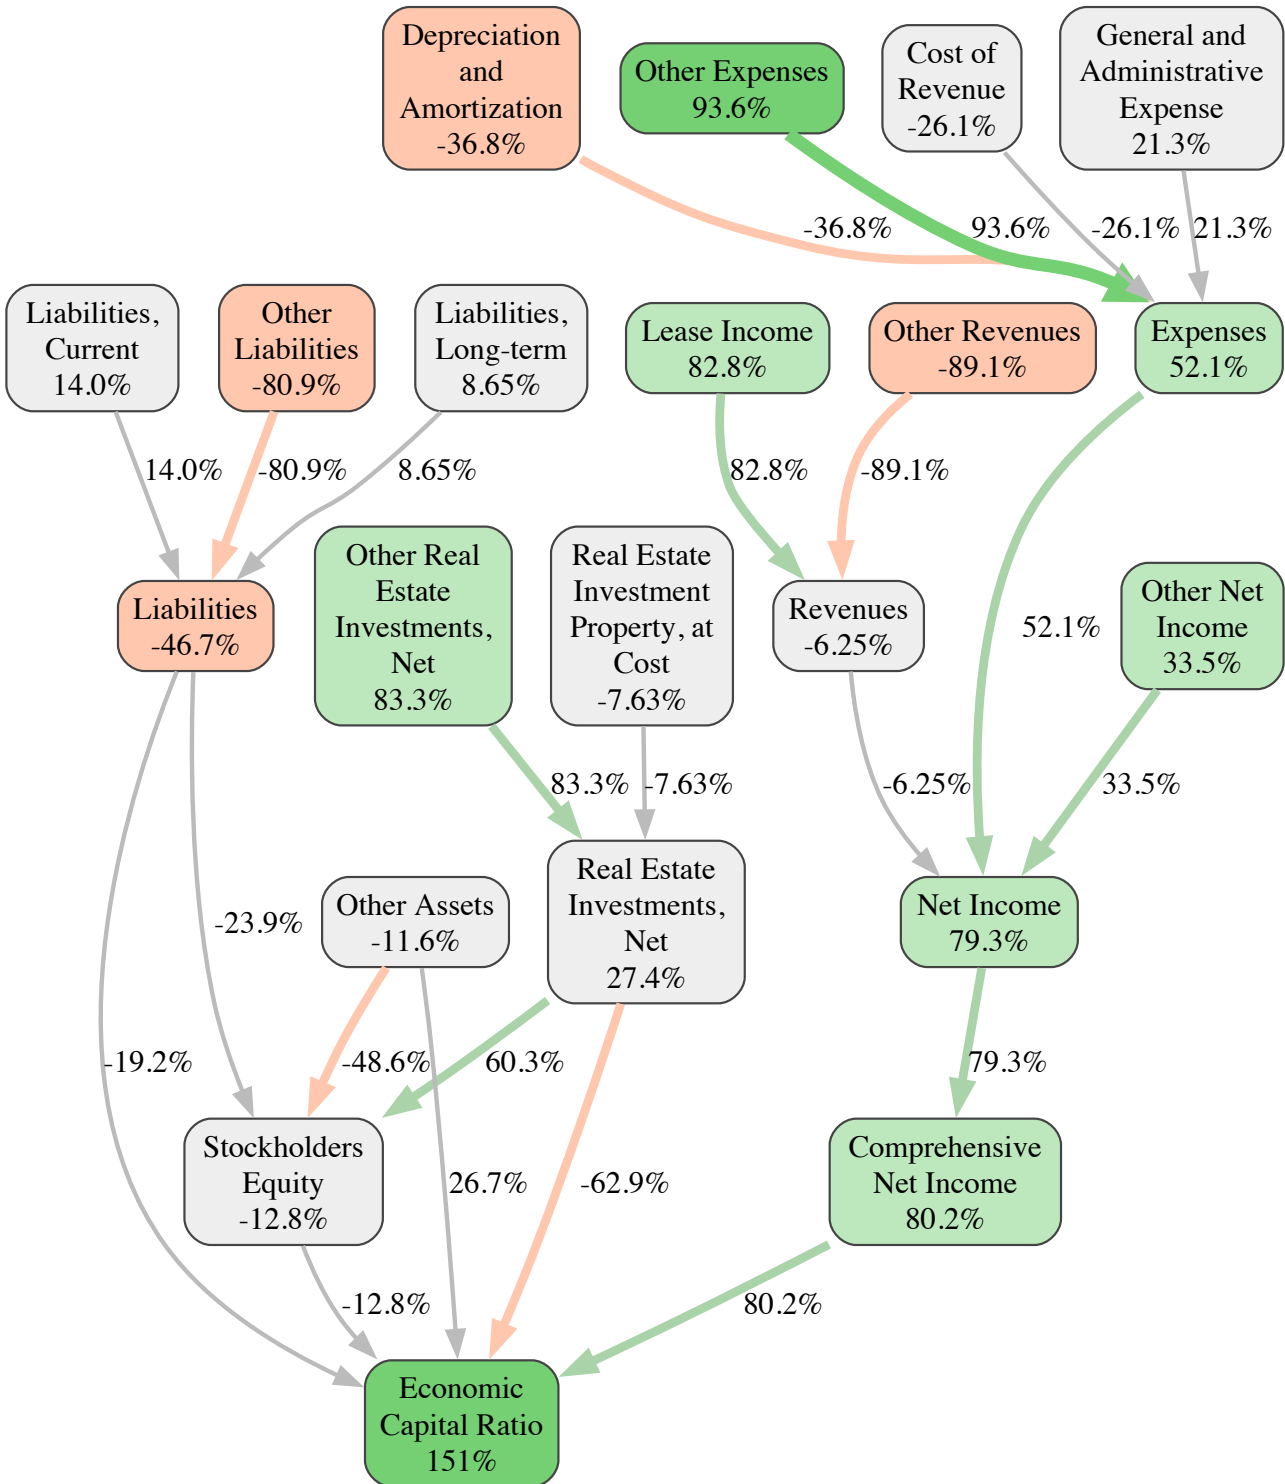 Depreciation
and
Amortization
-36.8%
Other Expenses
93.6%
Cost of
Revenue
-26.1%
General and
Administrative
Expense
21.3%
-36.8%
93.6%
-26.1%
21.3%
Liabilities,
Current
14.0%
Other
Liabilities
-80.9%
Liabilities,
Long-term
8.65%
Lease Income
82.8%
Other Revenues
-89.1%
Expenses
52.1%
14.0%
-80.9%
8.65%
82.8%
-89.1%
Liabilities
-46.7%
Other Real
Estate
Investments,
Net
83.3%
Real Estate
Investment
Property, at
Cost
-7.63%
Revenues
-6.25%
52.1%
Other Net
Income
33.5%
83.3%
-7.63%
-6.25%
33.5%
-23.9%
Other Assets
-11.6%
Real Estate
Investments,
Net
27.4%
Net Income
79.3%
-19.2%
-48.6%
60.3%
79.3%
Stockholders
Equity
-12.8%
26.7%
-62.9%
Comprehensive
Net Income
80.2%
-12.8%
80.2%
Economic
Capital Ratio
151%